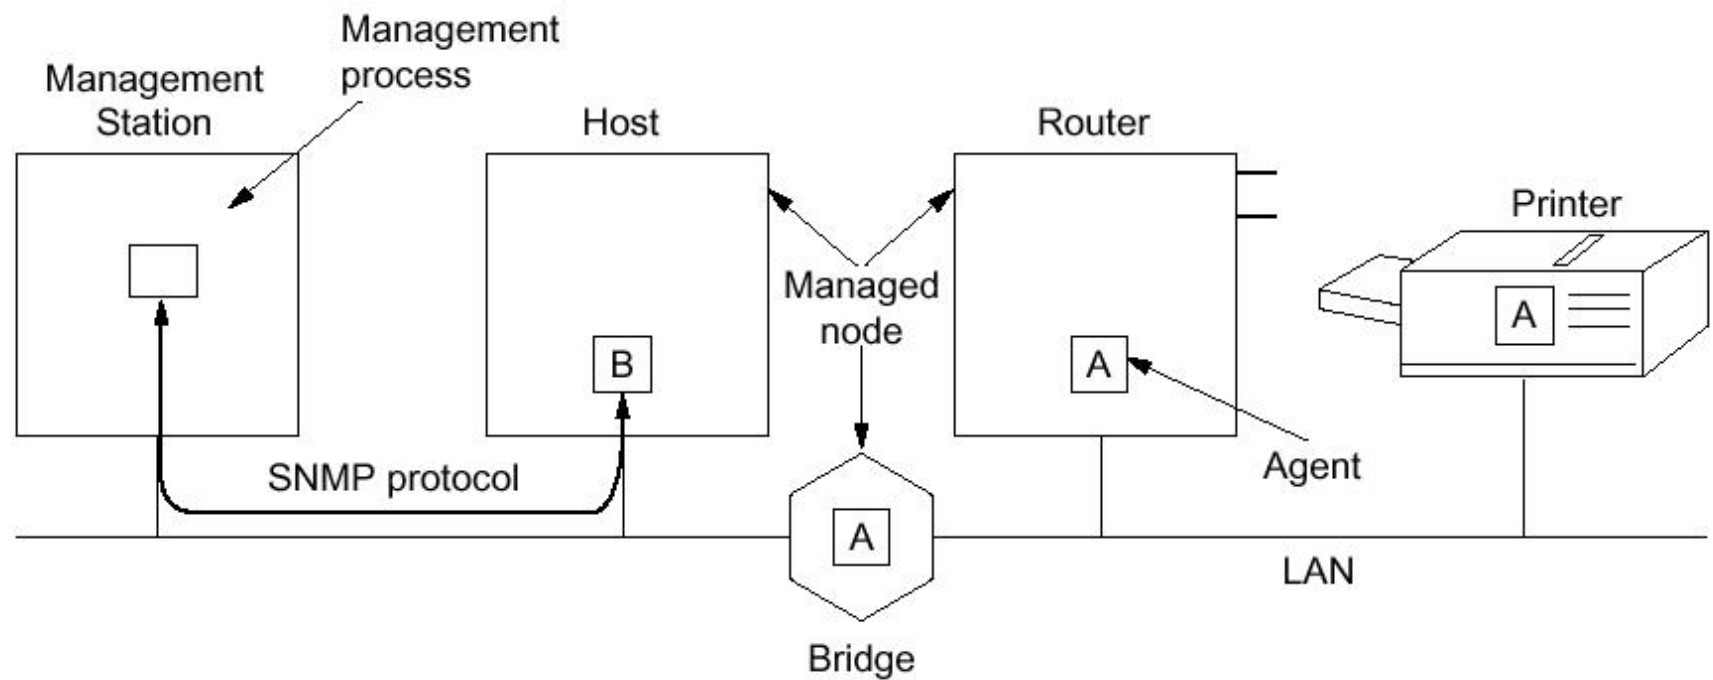 Management
process
Management
Station
Host
Router
Printer
Managed
node
A
B
A
Agent
SNMP protocol
A
LAN
Bridge